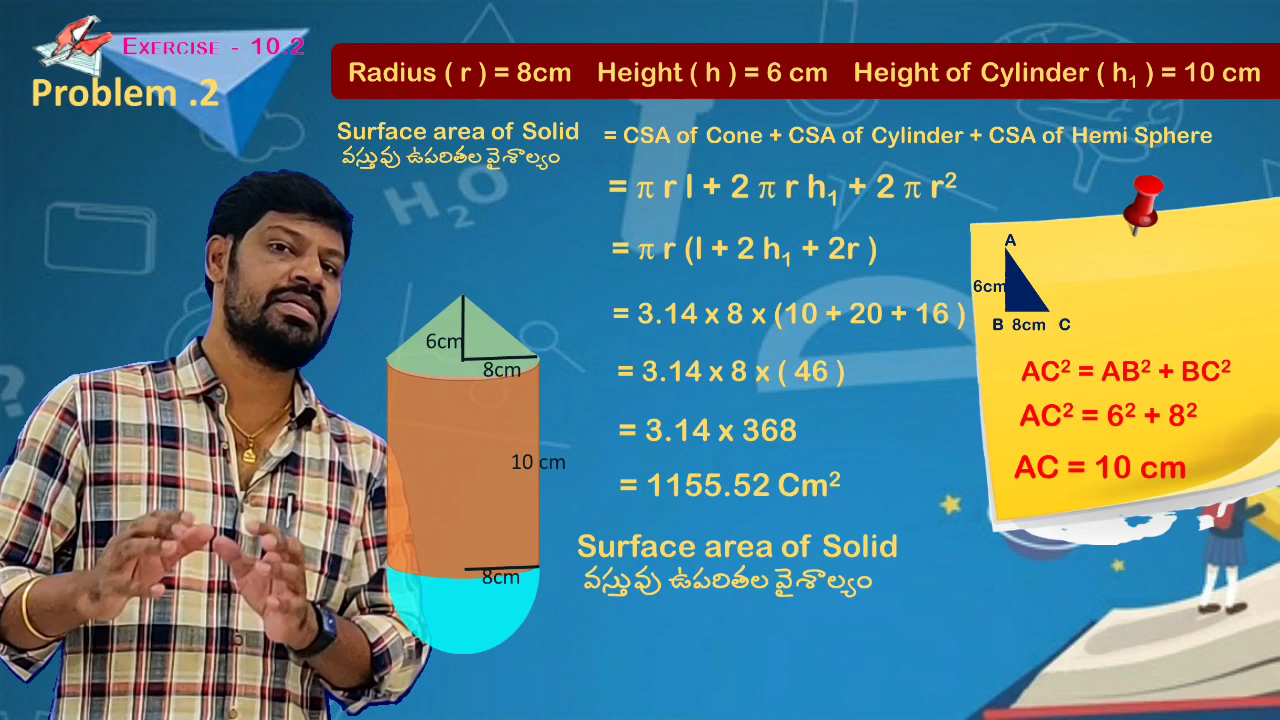 EXERCISE - 10.2
Problem .2
Radius ( r ) = 8cm Height ( h ) = 6 cm Height of Cylinder ( h₁ ) = 10 cm
Surface area of Solid = CSA of Cone + CSA of Cylinder + CSA of Hemi Sphere
వస్తువు ఉపరితల వైశాల్యం
= π r l + 2 π r h₁ + 2 π r²
= π r (l + 2 h₁ + 2r )
= 3.14 x 8 x (10 + 20 + 16 )
= 3.14 x 8 x ( 46 )
= 3.14 x 368
= 1155.52 Cm²
Surface area of Solid
వస్తువు ఉపరితల వైశాల్యం
6cm
8cm
10 cm
8cm
A
6cm
B 8cm C
AC² = AB² + BC²
AC² = 6² + 8²
AC = 10 cm
H₂O
?